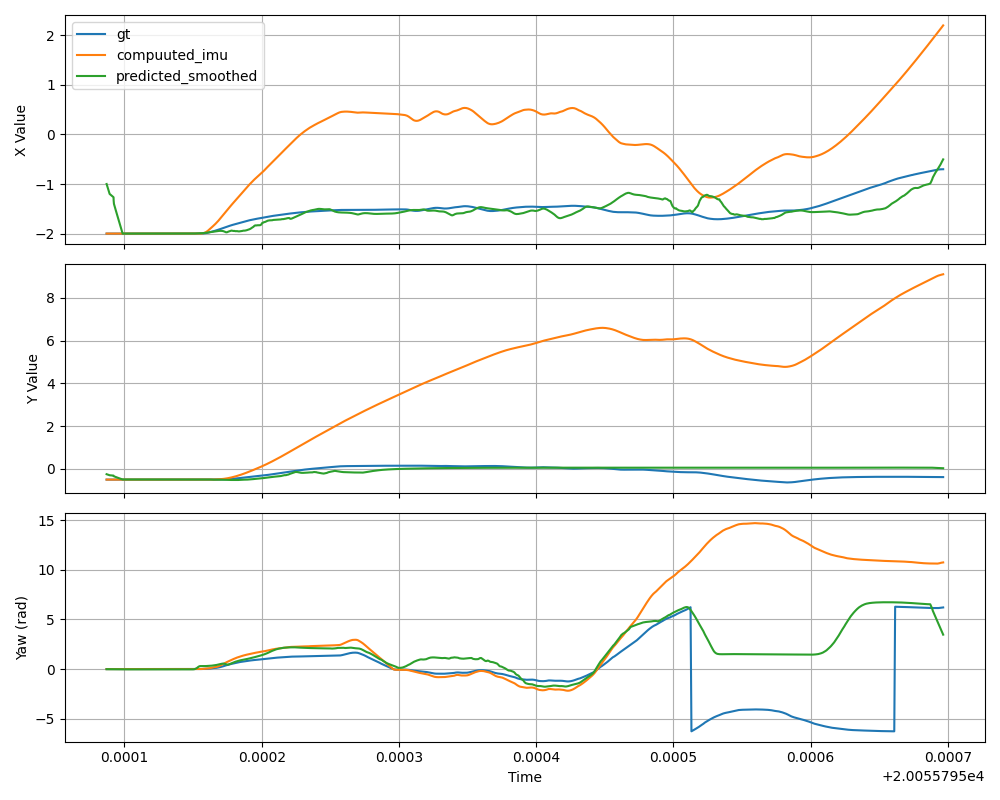 2
1
0
−1
−2
X Value
gt
compuuted_imu
predicted_smoothed
8
6
4
2
0
Y Value
15
10
5
0
−5
Yaw (rad)
0.0001 0.0002 0.0003 0.0004 0.0005 0.0006 0.0007
Time
+2.0055795e4